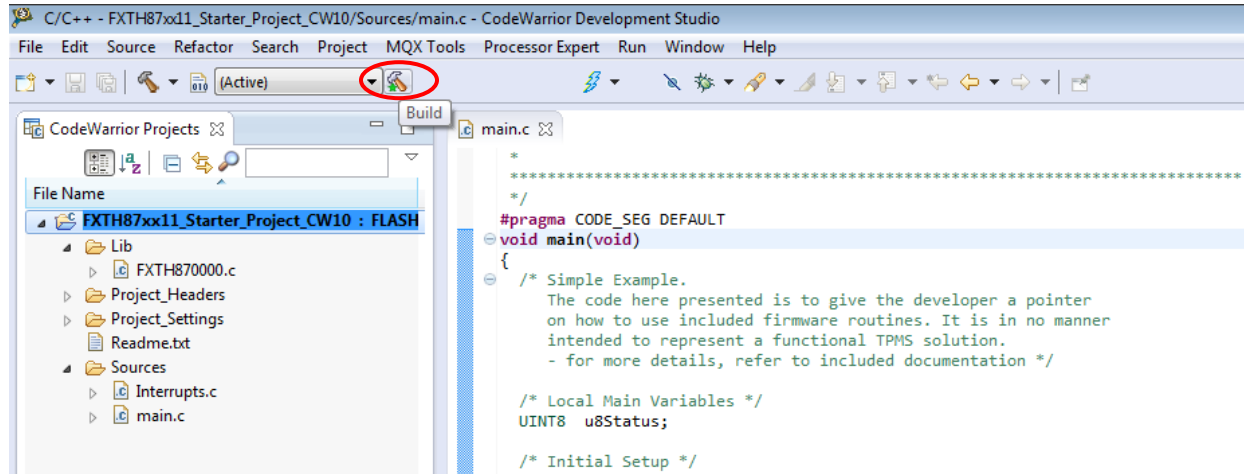 C/C++ - FXTH87xx11_Starter_Project_CW10/Sources/main.c - CodeWarrior Development Studio
File Edit Source Refactor Search Project MQX Tools Processor Expert Run Window Help
010 (Active)
Build
CodeWarrior Projects
File Name
FXTH87xx11_Starter_Project_CW10 : FLASH
Lib
FXTH870000.c
Project_Headers
Project_Settings
Readme.txt
Sources
Interrupts.c
main.c
main.c
*
******************************************************************************
*/
#pragma CODE_SEG DEFAULT
void main(void)
{
/* Simple Example.
The code here presented is to give the developer a pointer
on how to use included firmware routines. It is in no manner
intended to represent a functional TPMS solution.
- for more details, refer to included documentation */
/* Local Main Variables */
UINT8 u8Status;
/* Initial Setup */